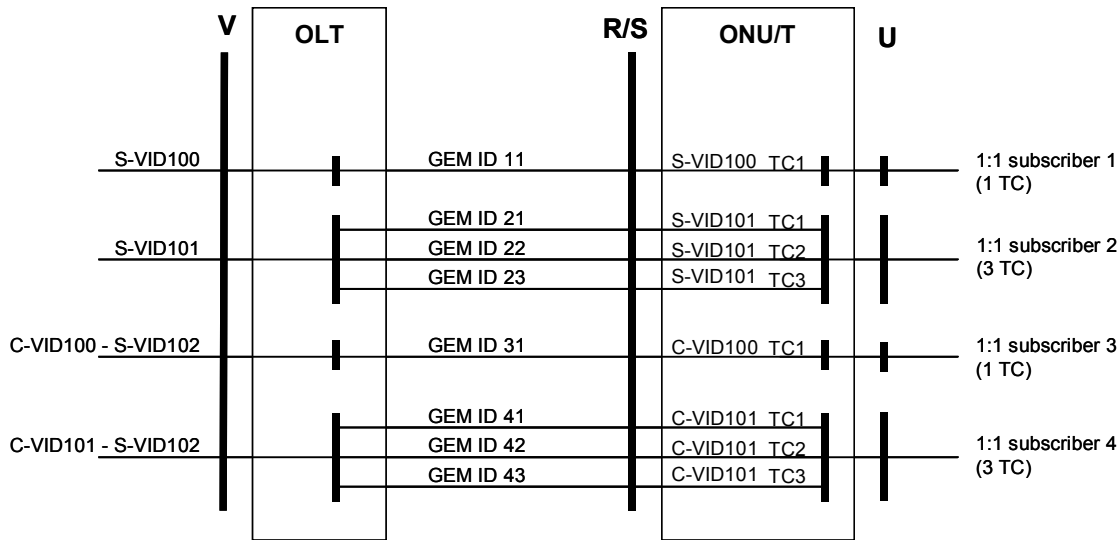 V
OLT
R/S
ONU/T
U
S-VID100
GEM ID 11
S-VID100 TC1
1:1 subscriber 1
(1 TC)
GEM ID 21
S-VID101 TC1
S-VID101
GEM ID 22
S-VID101 TC2
1:1 subscriber 2
(3 TC)
GEM ID 23
S-VID101 TC3
C-VID100 - S-VID102
GEM ID 31
C-VID100 TC1
1:1 subscriber 3
(1 TC)
GEM ID 41
C-VID101 TC1
C-VID101 - S-VID102
GEM ID 42
C-VID101 TC2
1:1 subscriber 4
(3 TC)
GEM ID 43
C-VID101 TC3